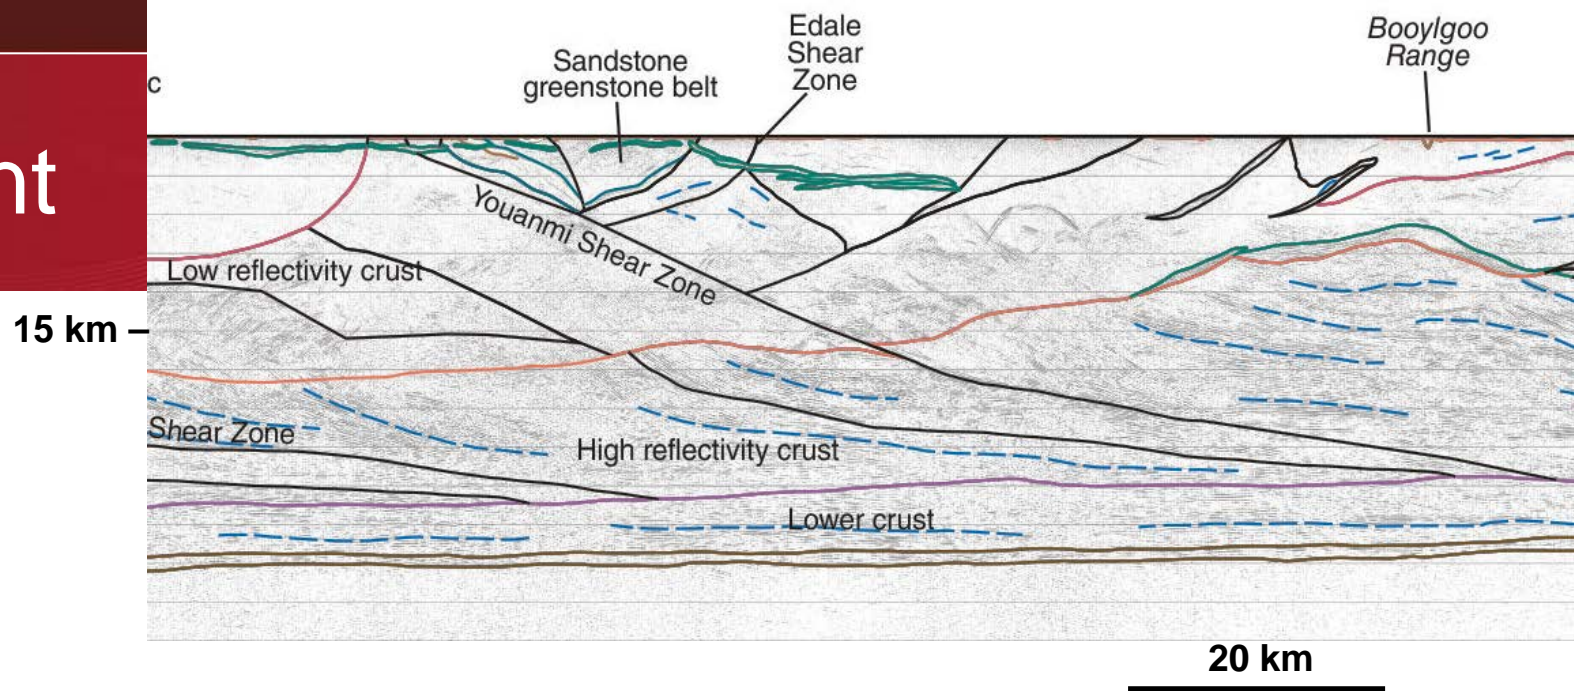 nt
c
Sandstone
greenstone belt
Edale
Shear
Zone
Booylgoo
Range
Youanmi Shear Zone
Low reflectivity crust
15 km
Shear Zone
High reflectivity crust
Lower crust
20 km